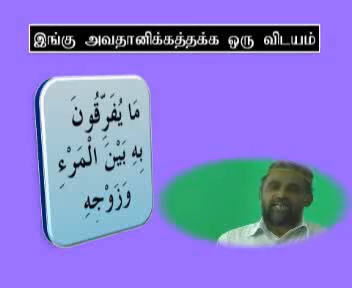 இங்கு அவதானிக்கத்தக்க ஒரு விடயம்
مَا يُفَرِّقُونَ
بِهِ بَيْنَ الْمَرْءِ
وَزَوْجِهِ